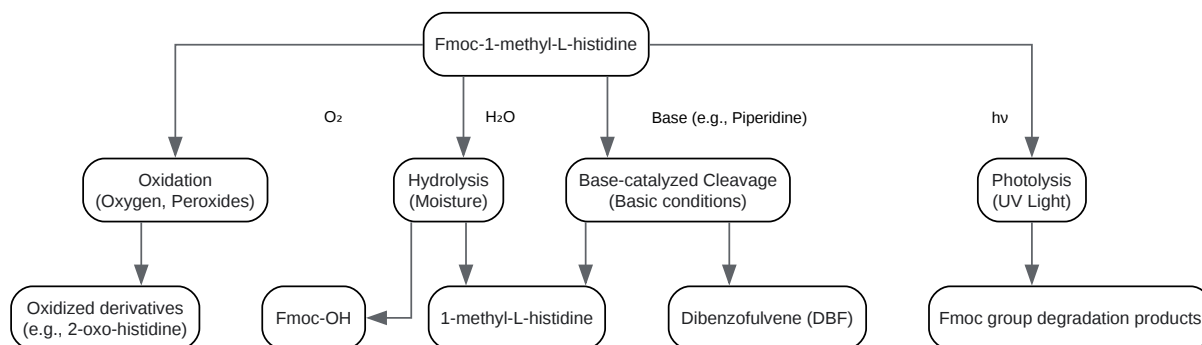 Fmoc-1-methyl-L-histidine
O₂
H₂O
Base (e.g., Piperidine)
hν
Oxidation
(Oxygen, Peroxides)
Hydrolysis
(Moisture)
Base-catalyzed Cleavage
(Basic conditions)
Photolysis
(UV Light)
Oxidized derivatives
(e.g., 2-oxo-histidine)
Fmoc-OH
1-methyl-L-histidine
Dibenzofulvene (DBF)
Fmoc group degradation products